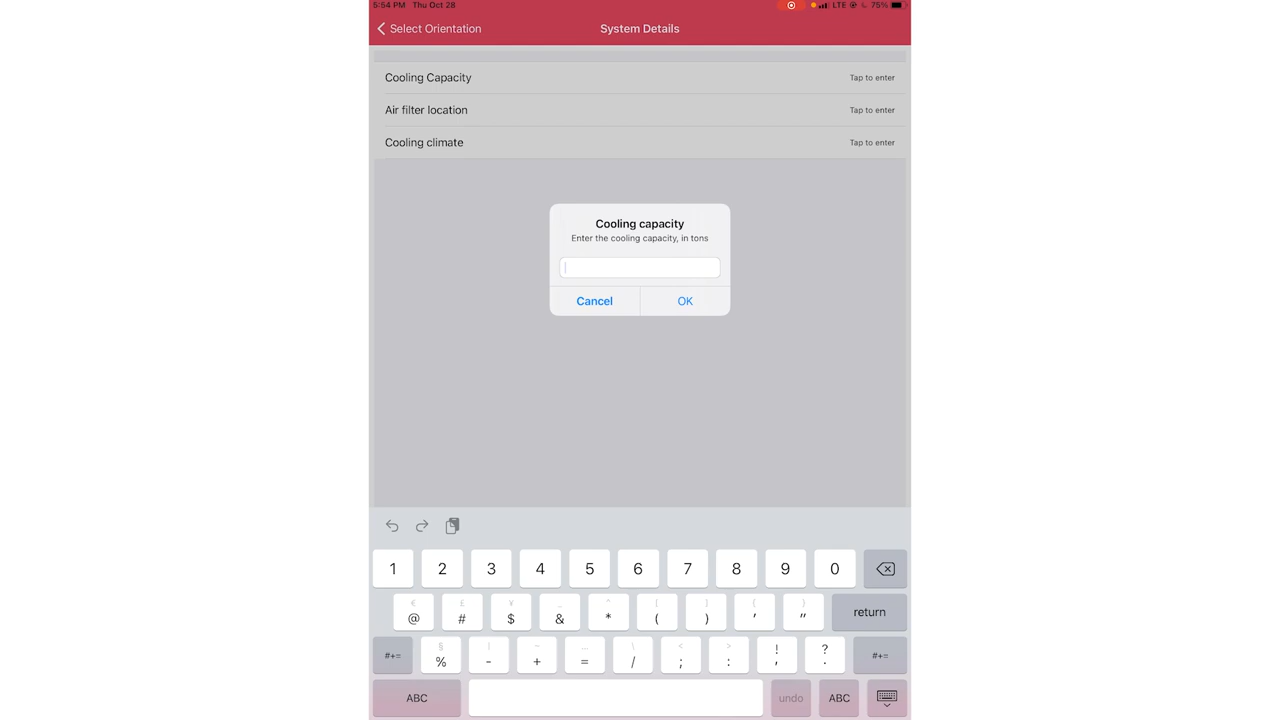 5:54 PM Thu Oct 28 LTE 75%
Select Orientation System Details
Cooling Capacity Tap to enter
Air filter location Tap to enter
Cooling climate Tap to enter
Cooling capacity
Enter the cooling capacity, in tons
Cancel OK
1 2 3 4 5 6 7 8 9 0
€ £ ¥ _ ^ [ ] { }
@ # $ & * ( ) ' " return
§ | ~ … \ < > ! ?
#+= % - + = / ; : , . #+=
ABC undo ABC